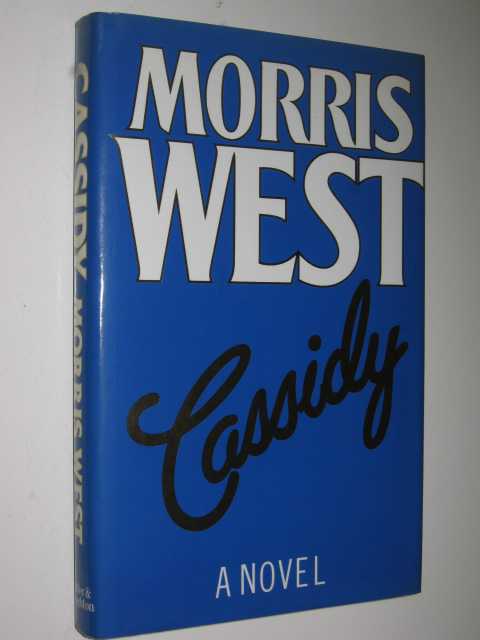 MORRIS
WEST
Cassidy
A NOVEL
CASSIDY MORRIS WEST
&